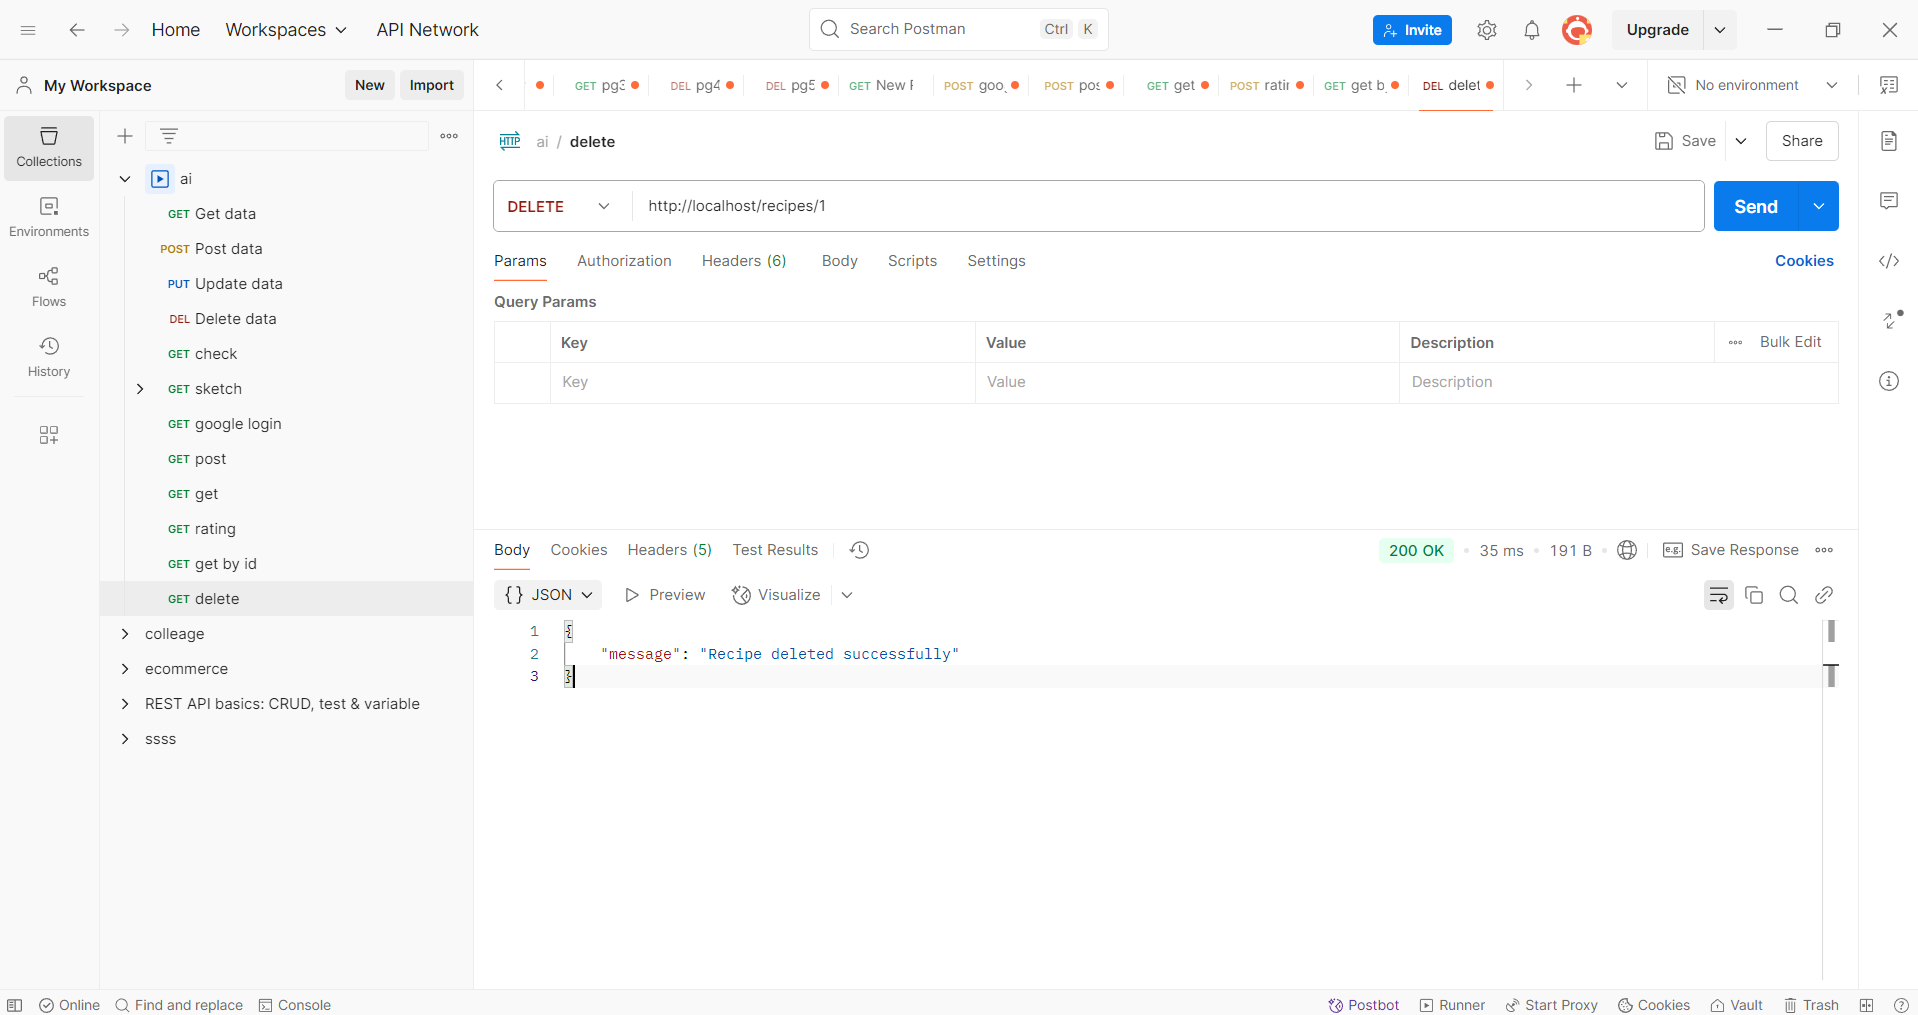 Home Workspaces API Network Search Postman Ctrl K Invite Upgrade
My Workspace New Import GET pg3 DEL pg4 DEL pg5 GET New POST goo POST pos GET get POST ratin GET get b DEL delet No environment
Collections
Environments
Flows
History
ai
GET Get data
POST Post data
PUT Update data
DEL Delete data
GET check
GET sketch
GET google login
GET post
GET get
GET rating
GET get by id
GET delete
colleage
ecommerce
REST API basics: CRUD, test & variable
ssss
HTTP ai / delete Save Share
DELETE http://localhost/recipes/1 Send
Params Authorization Headers (6) Body Scripts Settings Cookies
Query Params
Key Value Description Bulk Edit
Key Value Description
Body Cookies Headers (5) Test Results 200 OK 35 ms 191 B e.g. Save Response
{} JSON Preview Visualize
1 {
2 "message": "Recipe deleted successfully"
3 }
Online Find and replace Console Postbot Runner Start Proxy Cookies Vault Trash